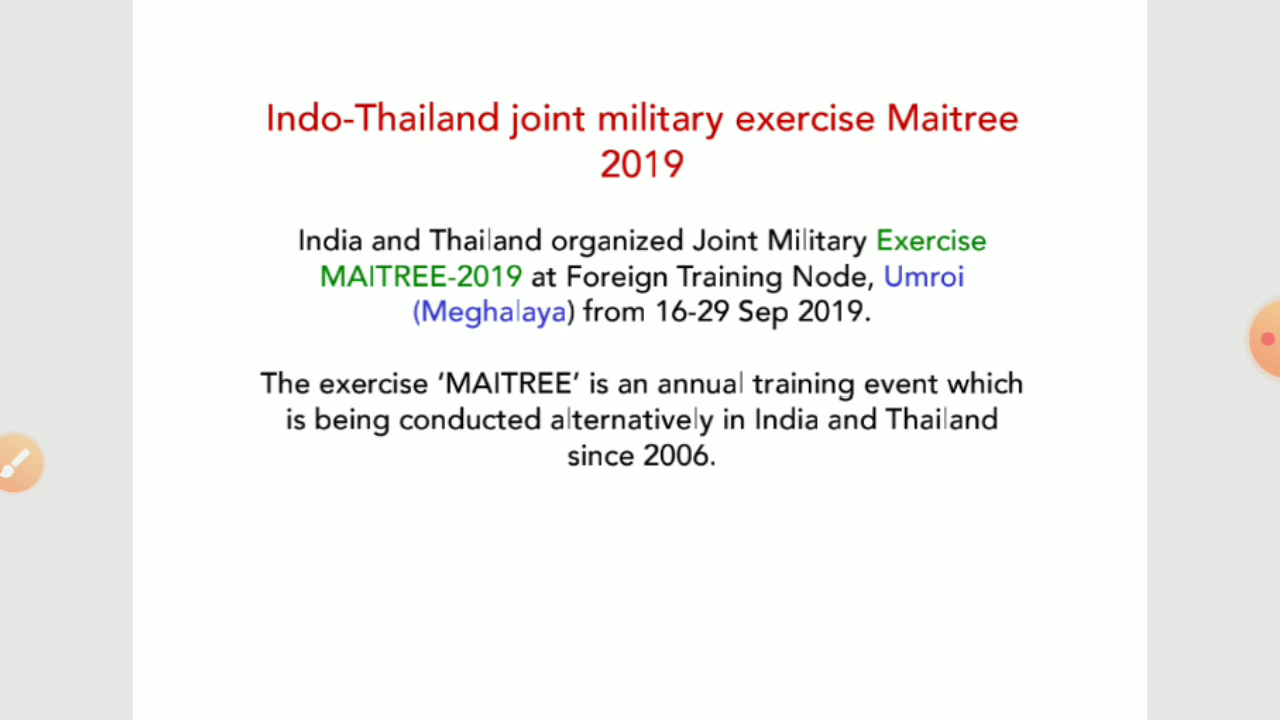 Indo-Thailand joint military exercise Maitree
2019
India and Thailand organized Joint Military Exercise
MAITREE-2019 at Foreign Training Node, Umroi
(Meghalaya) from 16-29 Sep 2019.
The exercise ‘MAITREE’ is an annual training event which
is being conducted alternatively in India and Thailand
since 2006.